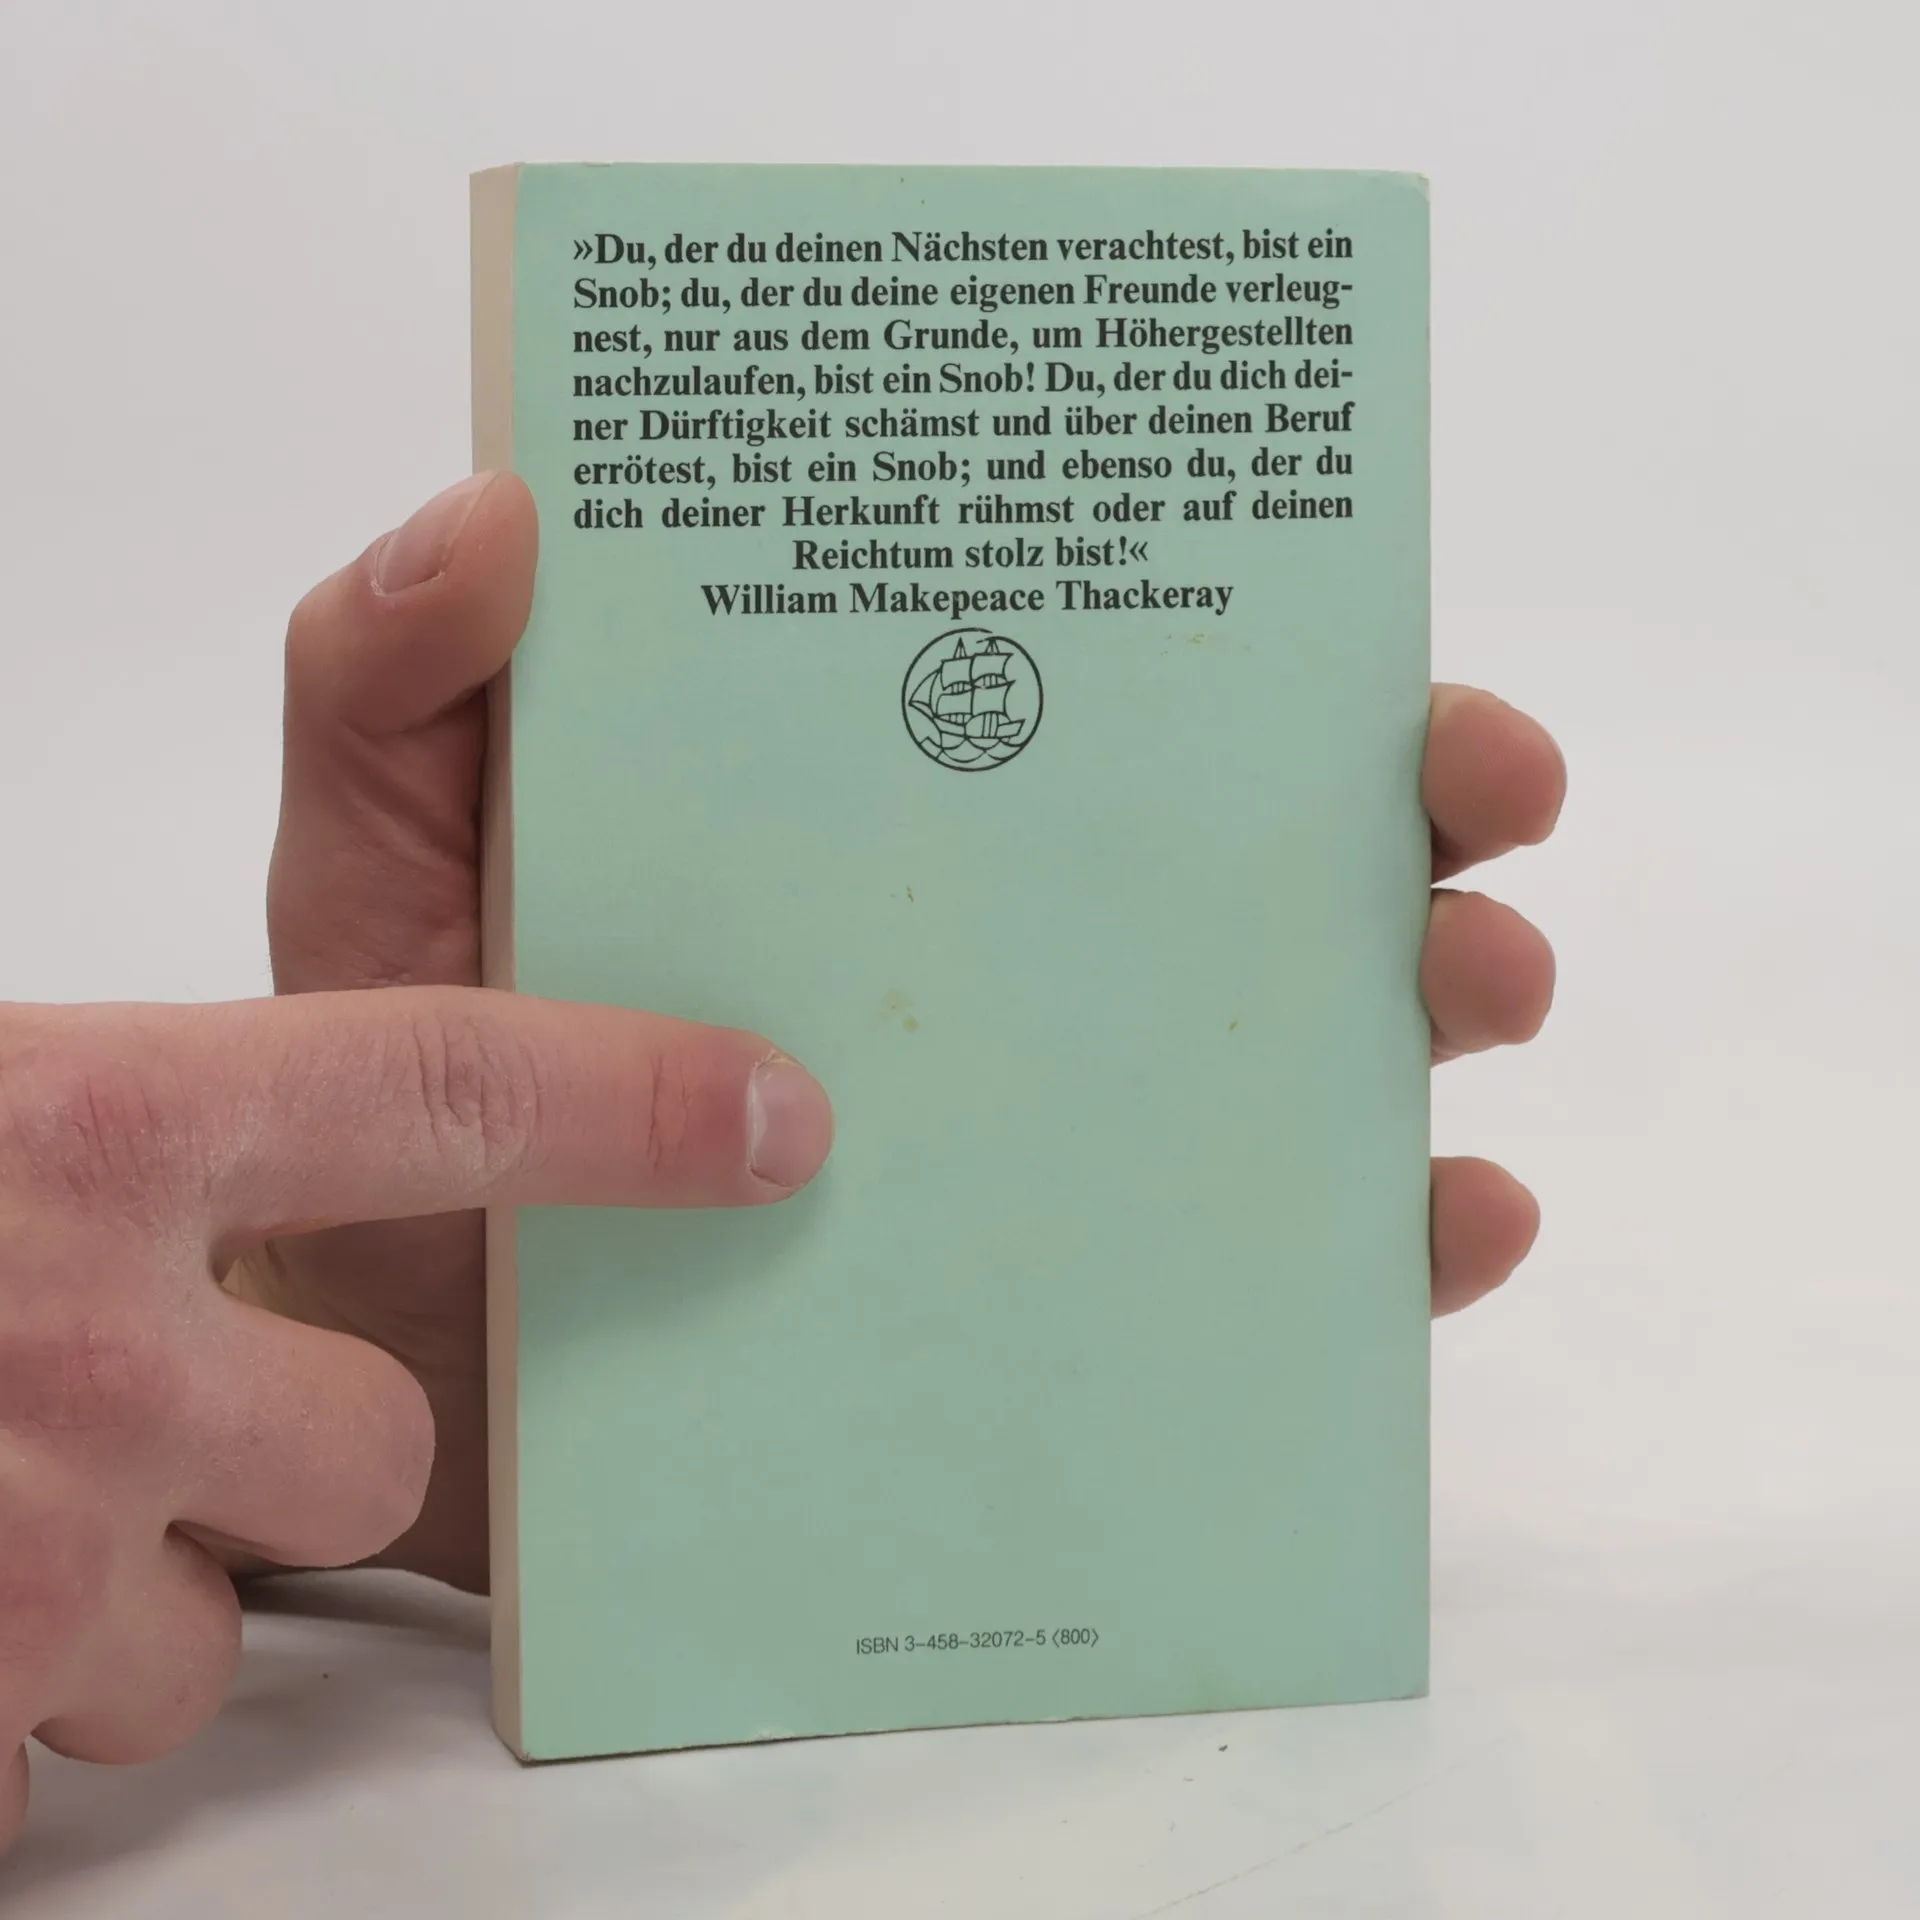 »Du, der du deinen Nächsten verachtest, bist ein
Snob; du, der du deine eigenen Freunde verleug-
nest, nur aus dem Grunde, um Höhergestellten
nachzulaufen, bist ein Snob! Du, der du dich dei-
ner Dürftigkeit schämst und über deinen Beruf
errötest, bist ein Snob; und ebenso du, der du
dich deiner Herkunft rühmst oder auf deinen
Reichtum stolz bist!«
William Makepeace Thackeray
ISBN 3–458–32072–5 ⟨800⟩